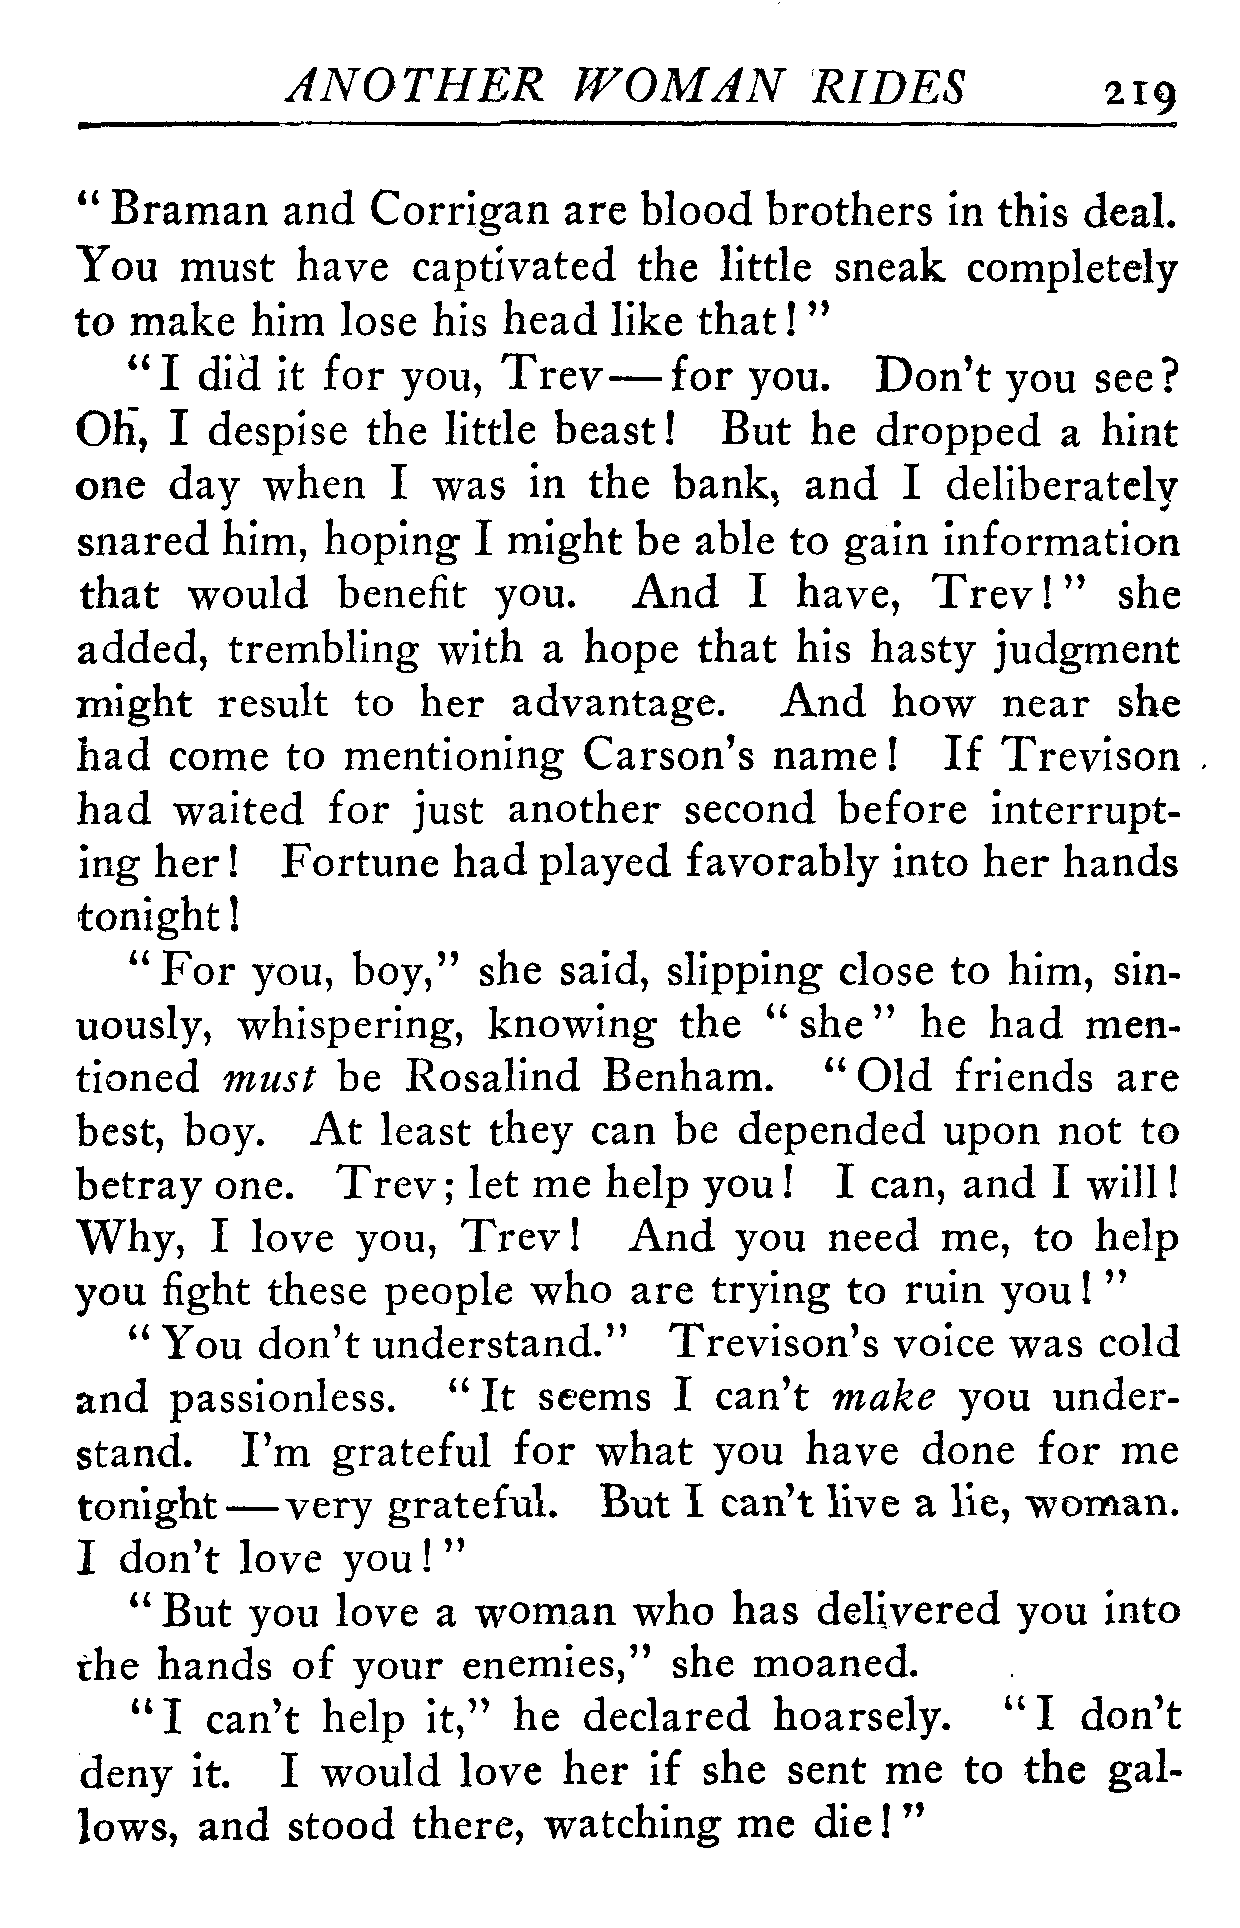 ANOTHER WOMAN RIDES 219
" Braman and Corrigan are blood brothers in this deal.
You must have captivated the little sneak completely
to make him lose his head like that! "
" I did it for you, Trev — for you. Don't you see?
Oh, I despise the little beast! But he dropped a hint
one day when I was in the bank, and I deliberately
snared him, hoping I might be able to gain information
that would benefit you. And I have, Trev! " she
added, trembling with a hope that his hasty judgment
might result to her advantage. And how near she
had come to mentioning Carson's name! If Trevison
had waited for just another second before interrupt-
ing her! Fortune had played favorably into her hands
tonight!
" For you, boy," she said, slipping close to him, sin-
uously, whispering, knowing the " she " he had men-
tioned must be Rosalind Benham. " Old friends are
best, boy. At least they can be depended upon not to
betray one. Trev; let me help you! I can, and I will!
Why, I love you, Trev! And you need me, to help
you fight these people who are trying to ruin you! "
" You don't understand." Trevison's voice was cold
and passionless. " It seems I can't make you under-
stand. I'm grateful for what you have done for me
tonight — very grateful. But I can't live a lie, woman.
I don't love you! "
" But you love a woman who has delivered you into
the hands of your enemies," she moaned.
" I can't help it," he declared hoarsely. " I don't
deny it. I would love her if she sent me to the gal-
lows, and stood there, watching me die! "